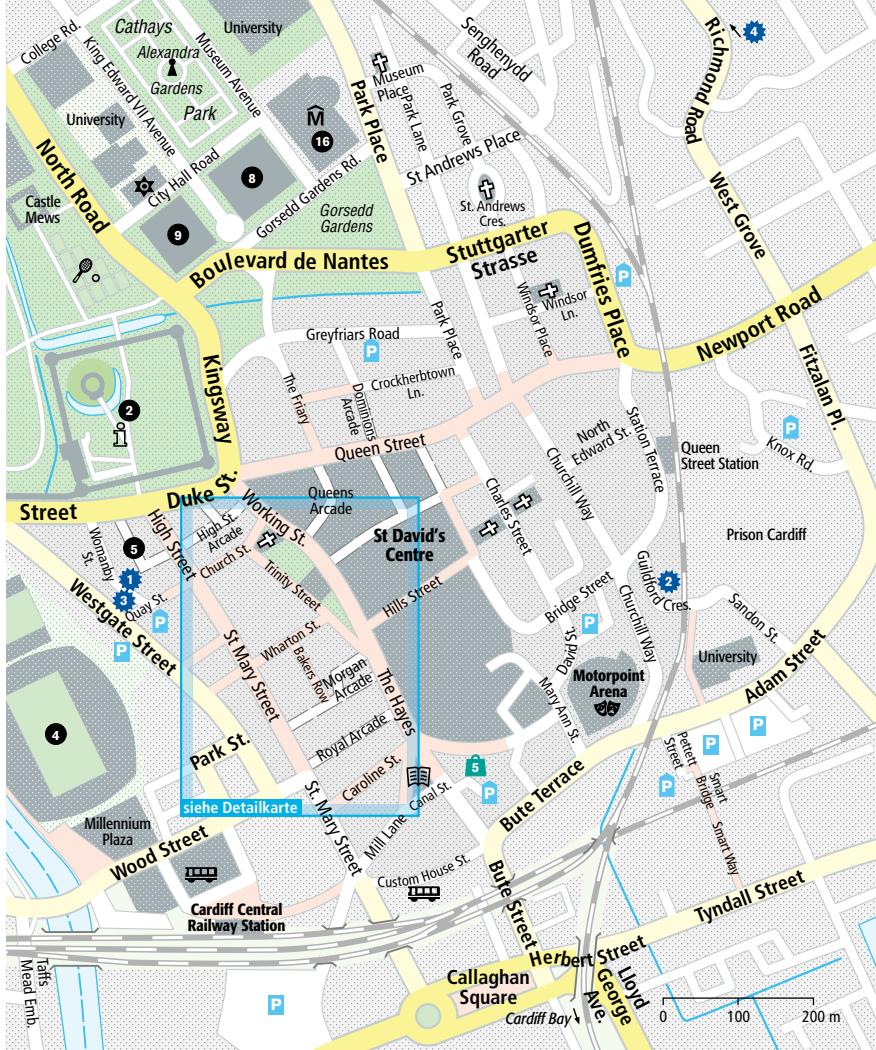 College Rd.
Cathays
Alexandra
Gardens
Park
King Edward VII Avenue
Museum Avenue
University
University
M
16
8
9
City Hall Road
Gorsedd Gardens Rd.
Gorsedd
Gardens
North Road
Castle
Mews
Park Place
Museum
Place
Park Lane
Park Grove
Senghenydd
Road
St Andrews Place
St. Andrews
Cres.
Richmond Road
4
West Grove
Boulevard de Nantes
Stuttgarter
Strasse
Dumfries Place
P
Newport Road
Fitzalan Pl.
Windsor
Ln.
Windsor Place
Park Place
Greyfriars Road
P
Kingsway
Crockherbtown
Ln.
The Friary
Dominions
Arcade
Queen Street
2
i
Street
Duke St.
North
Edward St.
Station Terrace
Churchill Way
Queen
Street Station
P
Knox Rd.
Prison Cardiff
Queens
Arcade
Charles Street
Working St.
High St.
Arcade
High Street
Womanby
St.
5
1
3
Quay St.
P
P
Church St.
Trinity Street
St David's
Centre
Hills Street
Westgate Street
4
St Mary Street
Wharton St.
Bakers Row
Morgan
Arcade
The Hayes
Royal Arcade
Park St.
Caroline St.
siehe Detailkarte
Bridge Street
David St.
P
Churchill Way
2
Guildford
Cres.
Sandon St.
University
Adam Street
Motorpoint
Arena
Mary Ann St.
P
P
P
Pettett
Street
Smart
Bridge
Smart Way
5
P
Canal St.
Mill Lane
St. Mary Street
Bute Terrace
Millennium
Plaza
Wood Street
Custom House St.
Cardiff Central
Railway Station
Bute Street
Tyndall Street
Herbert Street
Lloyd
George
Ave.
Callaghan
Square
Cardiff Bay
Taffs
Mead Emb.
P
0
100
200 m